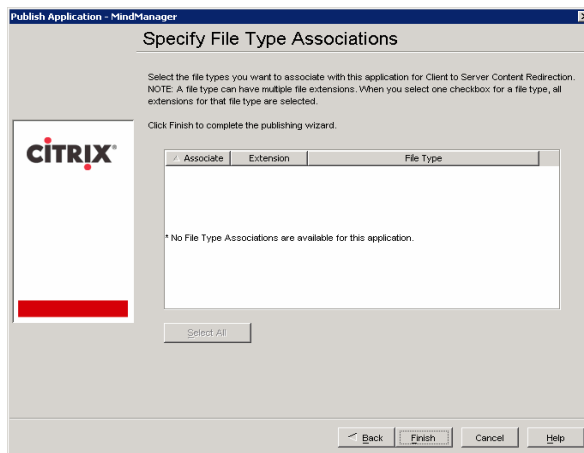 Publish Application - MindManager
Specify File Type Associations
Select the file types you want to associate with this application for Client to Server Content Redirection.
NOTE: A file type can have multiple file extensions. When you select one checkbox for a file type, all
extensions for that file type are selected.
Click Finish to complete the publishing wizard.
CITRIX®
Associate Extension File Type
* No File Type Associations are available for this application.
Select All
< Back Finish Cancel Help